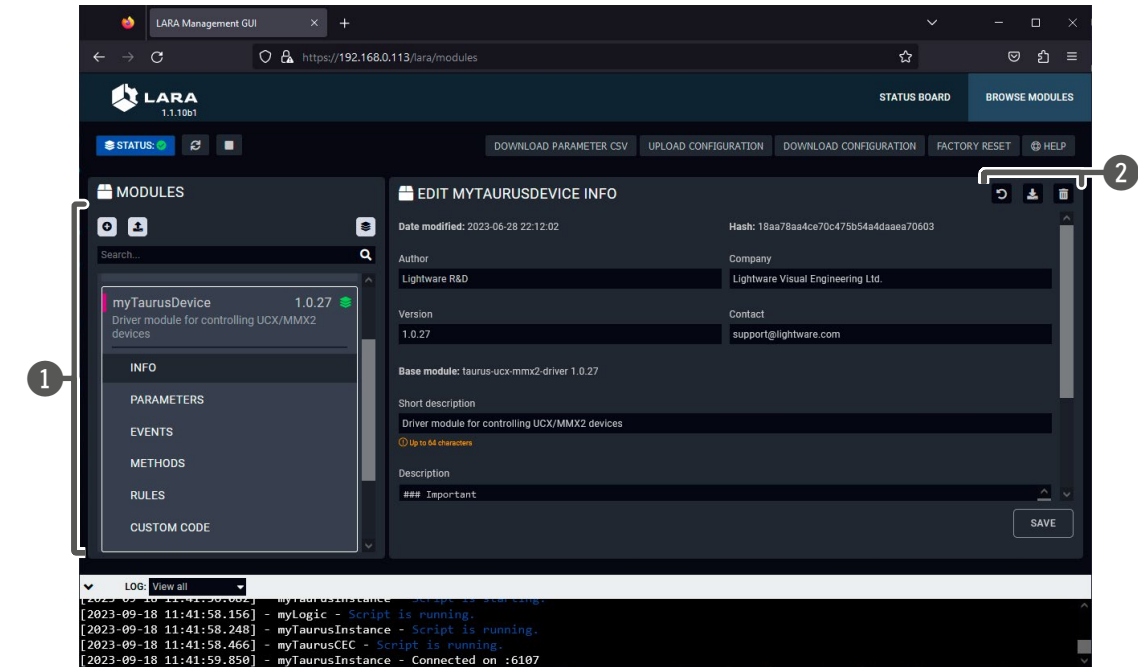 LARA Management GUI
https://192.168.0.113/lara/modules
LARA
1.1.10b1
STATUS BOARD
BROWSE MODULES
STATUS:
DOWNLOAD PARAMETER CSV
UPLOAD CONFIGURATION
DOWNLOAD CONFIGURATION
FACTORY RESET
HELP
2
MODULES
Search...
myTaurusDevice 1.0.27
Driver module for controlling UCX/MMX2
devices
INFO
PARAMETERS
EVENTS
METHODS
RULES
CUSTOM CODE
1
EDIT MYTAURUSDEVICE INFO
Date modified: 2023-06-28 22:12:02
Hash: 18aa78aa4ce70c475b54a4daaea70603
Author
Lightware R&D
Company
Lightware Visual Engineering Ltd.
Version
1.0.27
Contact
support@lightware.com
Base module: taurus-ucx-mmx2-driver 1.0.27
Short description
Driver module for controlling UCX/MMX2 devices
Up to 64 characters
Description
### Important
SAVE
LOG: View all
[2023-09-18 11:41:58.156] - myLogic - Script is running.
[2023-09-18 11:41:58.248] - myTaurusInstance - Script is running.
[2023-09-18 11:41:58.466] - myTaurusCEC - Script is running.
[2023-09-18 11:41:59.850] - myTaurusInstance - Connected on :6107